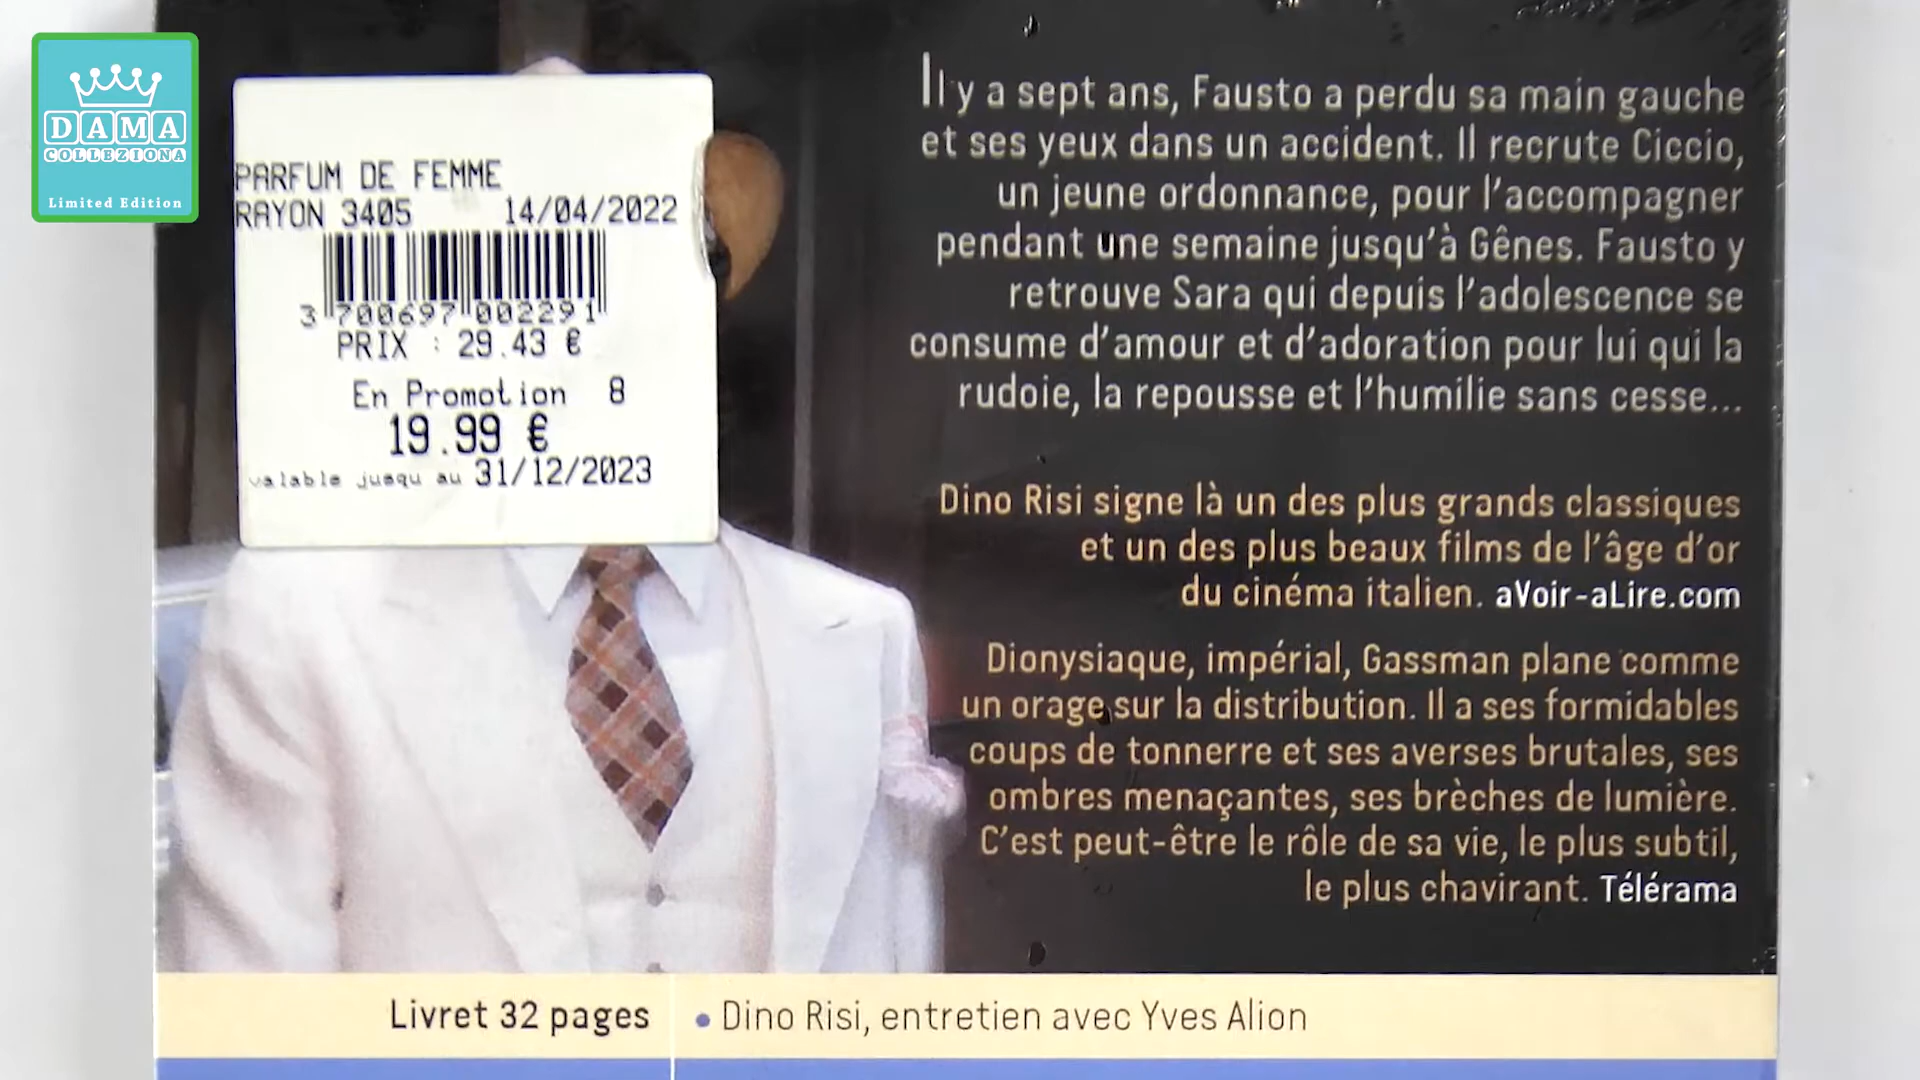 DAMA
COLLEZIONA
Limited Edition
PARFUM DE FEMME
RAYON 3405 14/04/2022
3 700697 002291
PRIX : 29.43 €
En Promotion 8
19.99 €
valable jusqu au 31/12/2023
Il y a sept ans, Fausto a perdu sa main gauche
et ses yeux dans un accident. Il recrute Ciccio,
un jeune ordonnance, pour l'accompagner
pendant une semaine jusqu'à Gênes. Fausto y
retrouve Sara qui depuis l'adolescence se
consume d'amour et d'adoration pour lui qui la
rudoie, la repousse et l'humilie sans cesse...
Dino Risi signe là un des plus grands classiques
et un des plus beaux films de l'âge d'or
du cinéma italien. aVoir-aLire.com
Dionysiaque, impérial, Gassman plane comme
un orage sur la distribution. Il a ses formidables
coups de tonnerre et ses averses brutales, ses
ombres menaçantes, ses brèches de lumière.
C'est peut-être le rôle de sa vie, le plus subtil,
le plus chavirant. Télérama
Livret 32 pages • Dino Risi, entretien avec Yves Alion